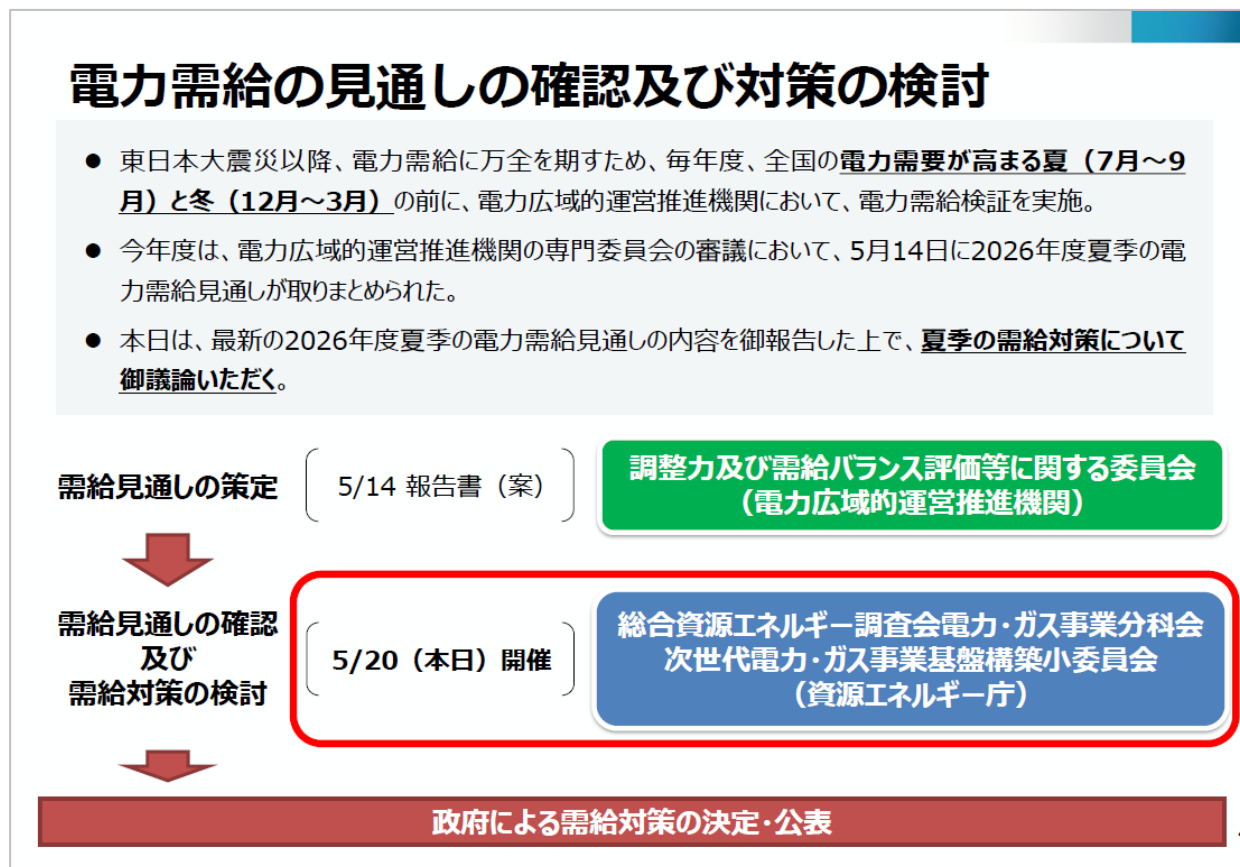 電力需給の見通しの確認及び対策の検討
● 東日本大震災以降、電力需給に万全を期すため、毎年度、全国の電力需要が高まる夏（7月～9
月）と冬（12月～3月）の前に、電力広域的運営推進機関において、電力需給検証を実施。
● 今年度は、電力広域的運営推進機関の専門委員会の審議において、5月14日に2026年度夏季の電
力需給見通しが取りまとめられた。
● 本日は、最新の2026年度夏季の電力需給見通しの内容を御報告した上で、夏季の需給対策について
御議論いただく。
需給見通しの策定
5/14 報告書（案）
調整力及び需給バランス評価等に関する委員会
（電力広域的運営推進機関）
需給見通しの確認
及び
需給対策の検討
5/20（本日）開催
総合資源エネルギー調査会電力・ガス事業分科会
次世代電力・ガス事業基盤構築小委員会
（資源エネルギー庁）
政府による需給対策の決定・公表